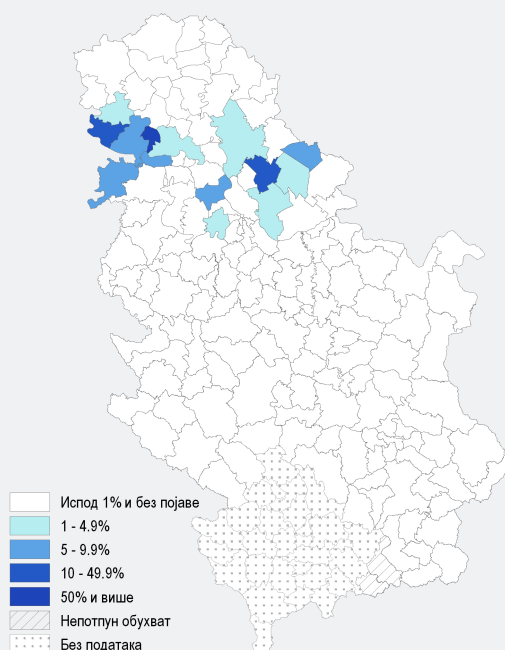 Испод 1% и без појаве
1 - 4.9%
5 - 9.9%
10 - 49.9%
50% и више
Непотпун обухват
Без података